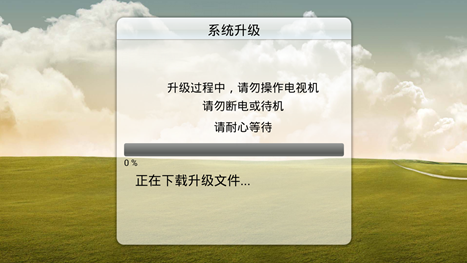 系统升级
升级过程中，请勿操作电视机
请勿断电或待机
请耐心等待
0 %
正在下载升级文件...